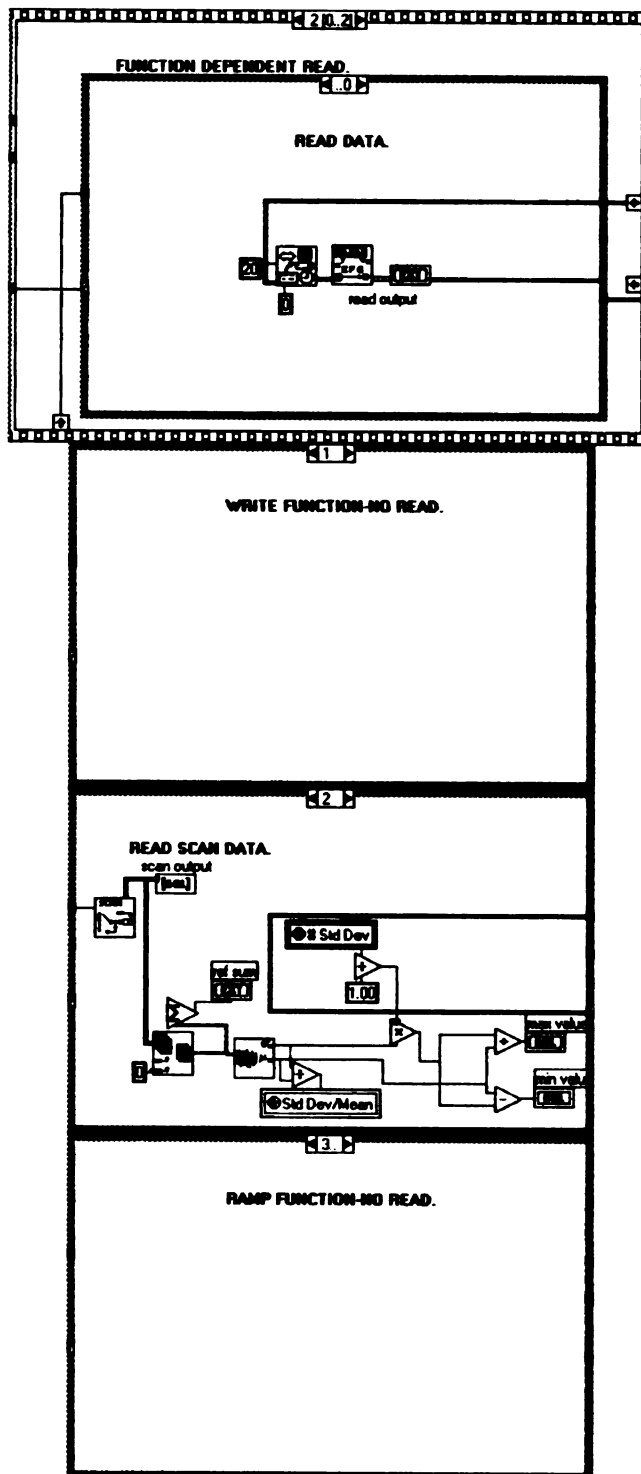 2 [0..2]
FUNCTION DEPENDENT READ.
..0
READ DATA.
20
0
read output
1
WRITE FUNCTION-NO READ.
2
READ SCAN DATA.
scan output
scan
# Std Dev
ref sum
1.00
max value
0
min valu
Std Dev/Mean
3..
RAMP FUNCTION-NO READ.